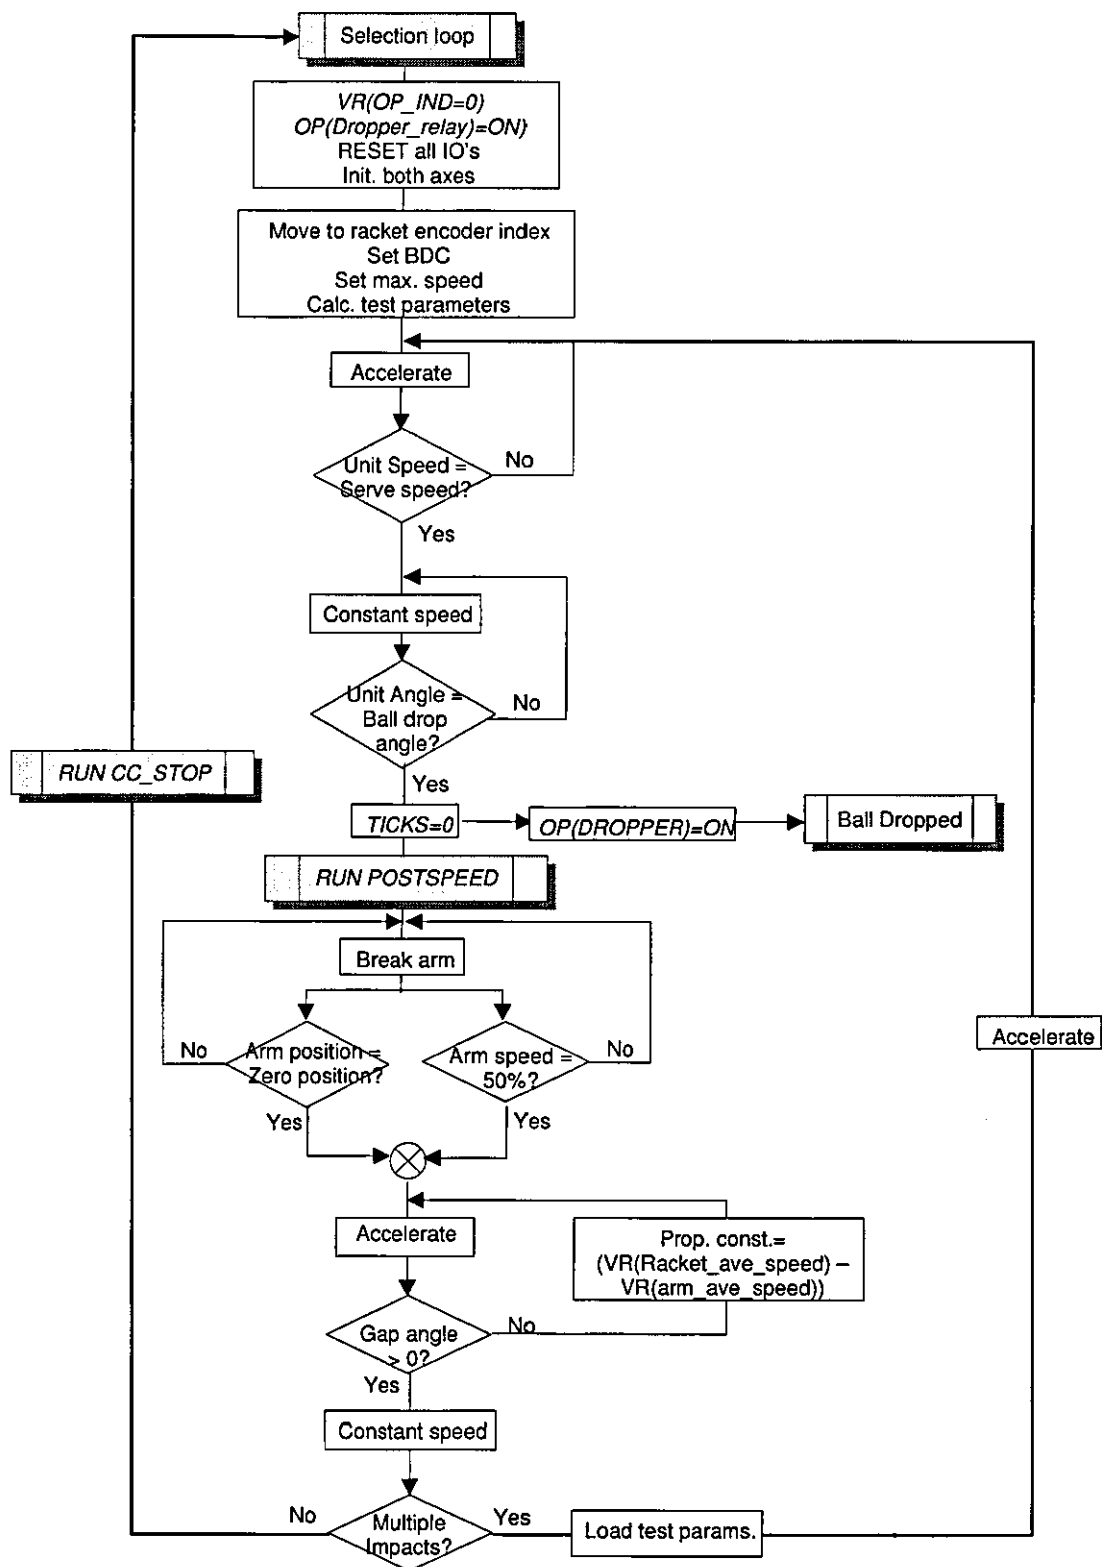 Selection loop
VR(OP_IND=0)
OP(Dropper_relay)=ON)
RESET all IO's
Init. both axes
Move to racket encoder index
Set BDC
Set max. speed
Calc. test parameters
Accelerate
Unit Speed =
Serve speed?
No
Yes
Constant speed
Unit Angle =
Ball drop
angle?
No
Yes
RUN CC_STOP
TICKS=0
OP(DROPPER)=ON
Ball Dropped
RUN POSTSPEED
Break arm
No
Arm position =
Zero position?
Arm speed =
50%?
No
Accelerate
Yes
Yes
Accelerate
Prop. const.=
(VR(Racket_ave_speed) –
VR(arm_ave_speed))
Gap angle
> 0?
No
Yes
Constant speed
No
Multiple
Impacts?
Yes
Load test params.